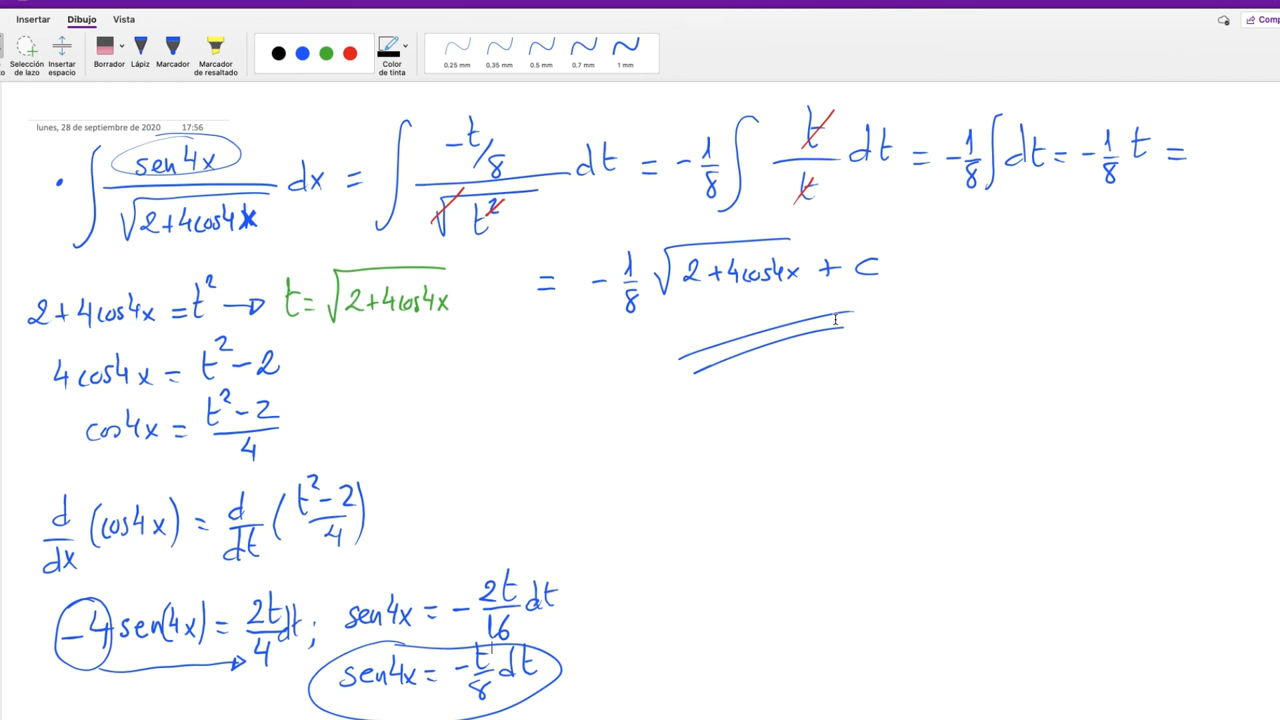 Insertar Dibujo Vista
Comp
Selección de lazo
Insertar espacio
Borrador
Lápiz
Marcador
Marcador de resaltado
Color de tinta
0.25 mm 0.35 mm 0.5 mm 0.7 mm 1 mm
lunes, 28 de septiembre de 2020 17:56
• ∫ sen4x / √(2+4cos4x) dx = ∫ (-t/8) / √(t²) dt = -1/8 ∫ t/t dt = -1/8 ∫ dt = -1/8 t =
= -1/8 √(2+4cos4x) + C
2+4cos4x = t² → t = √(2+4cos4x)
4cos4x = t² - 2
cos4x = (t² - 2)/4
d/dx (cos4x) = d/dt ((t² - 2)/4)
-4 sen(4x) = 2t/4 dt ; sen4x = - 2t/16 dt
sen4x = - t/8 dt